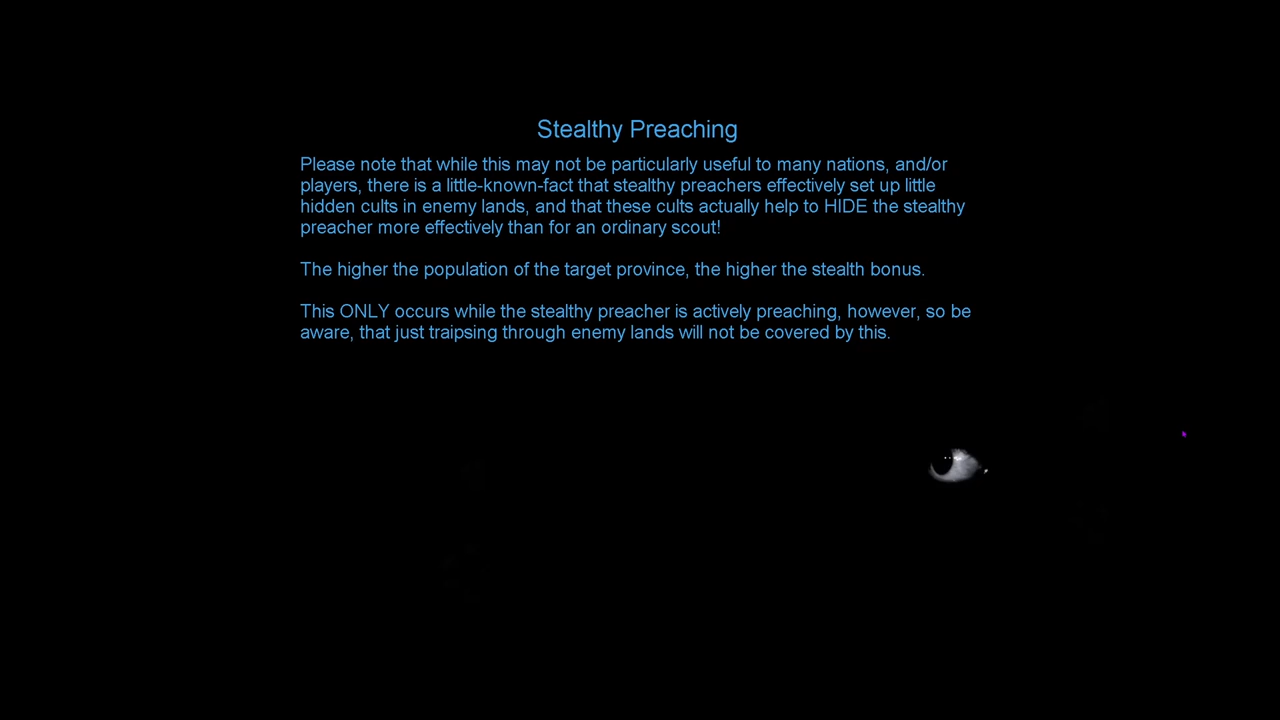 Stealthy Preaching
Please note that while this may not be particularly useful to many nations, and/or
players, there is a little-known-fact that stealthy preachers effectively set up little
hidden cults in enemy lands, and that these cults actually help to HIDE the stealthy
preacher more effectively than for an ordinary scout!
The higher the population of the target province, the higher the stealth bonus.
This ONLY occurs while the stealthy preacher is actively preaching, however, so be
aware, that just traipsing through enemy lands will not be covered by this.